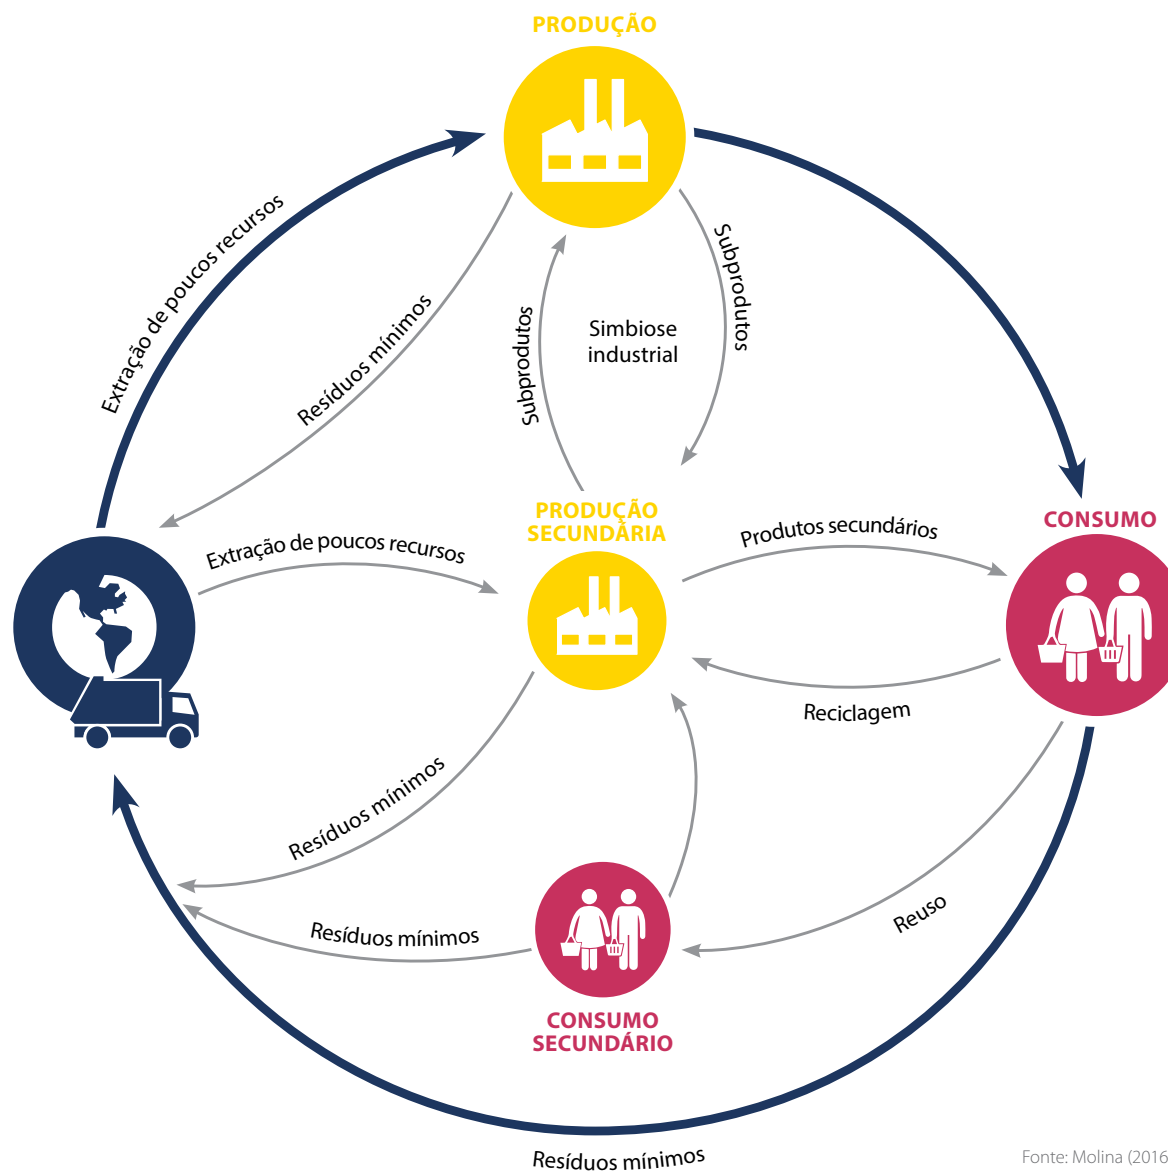 PRODUÇÃO
Extração de poucos recursos
Resíduos mínimos
Subprodutos
Simbiose
industrial
Subprodutos
PRODUÇÃO
SECUNDÁRIA
CONSUMO
Extração de poucos recursos
Produtos secundários
Reciclagem
Resíduos mínimos
Resíduos mínimos
Reuso
CONSUMO
SECUNDÁRIO
Resíduos mínimos
Fonte: Molina (2016